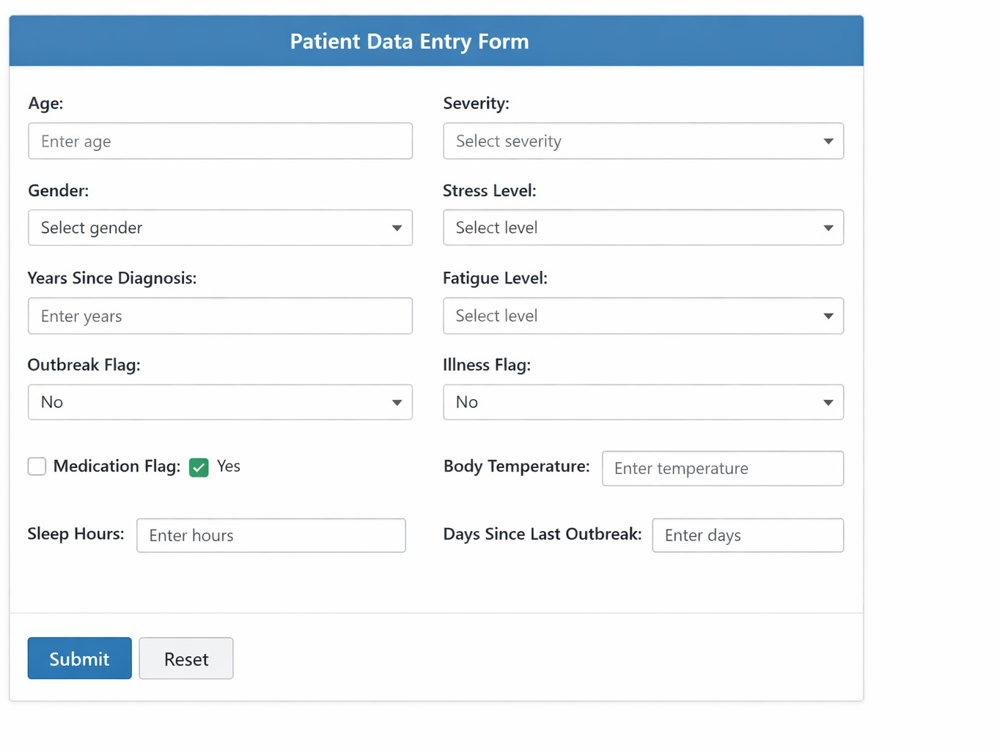 Patient Data Entry Form
Age:
Enter age
Severity:
Select severity
Gender:
Select gender
Stress Level:
Select level
Years Since Diagnosis:
Enter years
Fatigue Level:
Select level
Outbreak Flag:
No
Illness Flag:
No
Medication Flag: Yes
Body Temperature: Enter temperature
Sleep Hours: Enter hours
Days Since Last Outbreak: Enter days
Submit
Reset